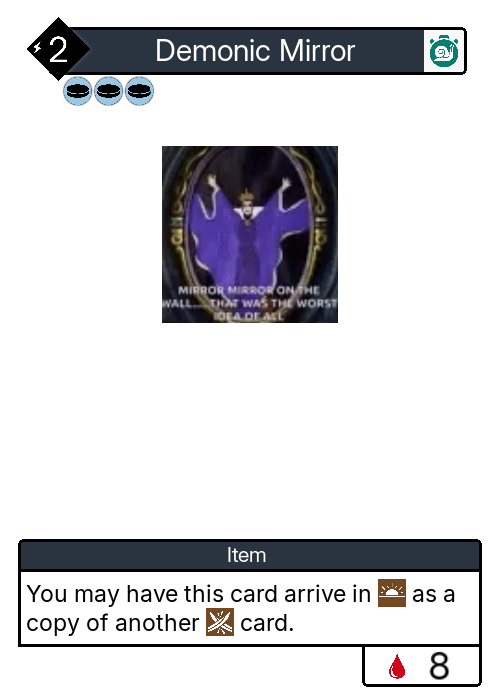 2
Demonic Mirror
MIRROR MIRROR ON THE
WALL.....THAT WAS THE WORST
IDEA OF ALL
Item
You may have this card arrive in as a
copy of another card.
8